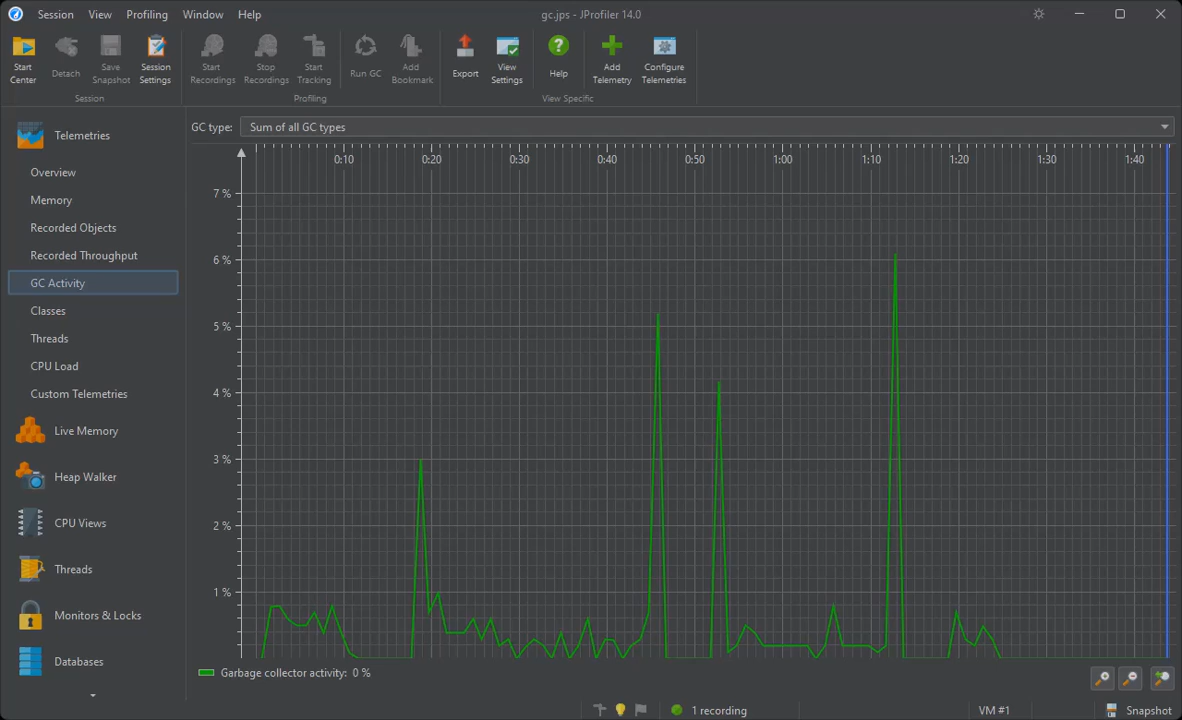 Session View Profiling Window Help gc.jps - JProfiler 14.0
Start Center
Detach
Save Snapshot
Session Settings
Start Recordings
Stop Recordings
Start Tracking
Run GC
Add Bookmark
Export
View Settings
Help
Add Telemetry
Configure Telemetries
Session Profiling View Specific
Telemetries
Overview
Memory
Recorded Objects
Recorded Throughput
GC Activity
Classes
Threads
CPU Load
Custom Telemetries
Live Memory
Heap Walker
CPU Views
Threads
Monitors & Locks
Databases
GC type: Sum of all GC types
0:10 0:20 0:30 0:40 0:50 1:00 1:10 1:20 1:30 1:40
7 %
6 %
5 %
4 %
3 %
2 %
1 %
Garbage collector activity: 0 %
1 recording VM #1 Snapshot